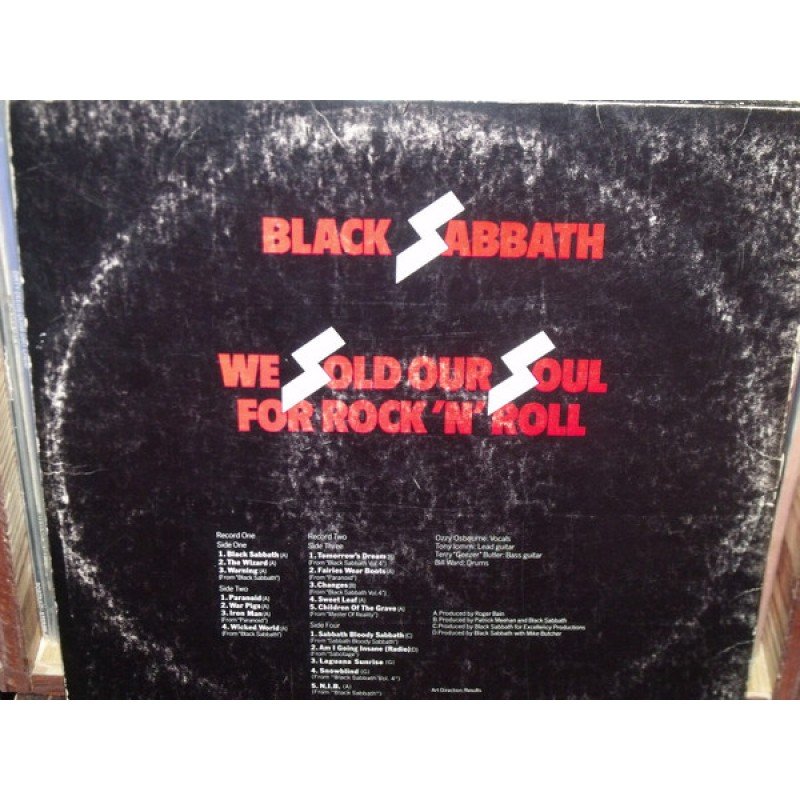 BLACK SABBATH
WE SOLD OUR SOUL
FOR ROCK 'N' ROLL
Record One
Side One
1. Black Sabbath (A)
2. The Wizard (A)
3. Warning (A)
(From "Black Sabbath")
Side Two
1. Paranoid (A)
2. War Pigs (A)
3. Iron Man (A)
(From "Paranoid")
4. Wicked World (A)
(From "Black Sabbath")
Record Two
Side Three
1. Tomorrow's Dream (B)
(From "Black Sabbath Vol. 4")
2. Fairies Wear Boots (A)
(From "Paranoid")
3. Changes (B)
(From "Black Sabbath Vol. 4")
4. Sweet Leaf (A)
5. Children Of The Grave (A)
(From "Master Of Reality")
Side Four
1. Sabbath Bloody Sabbath (C)
(From "Sabbath Bloody Sabbath")
2. Am I Going Insane (Radio) (D)
(From "Sabotage")
3. Laguana Sunrise (G)
4. Snowblind (G)
(From "Black Sabbath Vol. 4")
5. N.I.B. (A)
(From "Black Sabbath")
Ozzy Osbourne: Vocals
Tony Iommi: Lead guitar
Terry "Geezer" Butler: Bass guitar
Bill Ward: Drums
A. Produced by Roger Bain
B. Produced by Patrick Meehan and Black Sabbath
C. Produced by Black Sabbath for Excellency Productions
D. Produced by Black Sabbath with Mike Butcher
Art Direction: Results